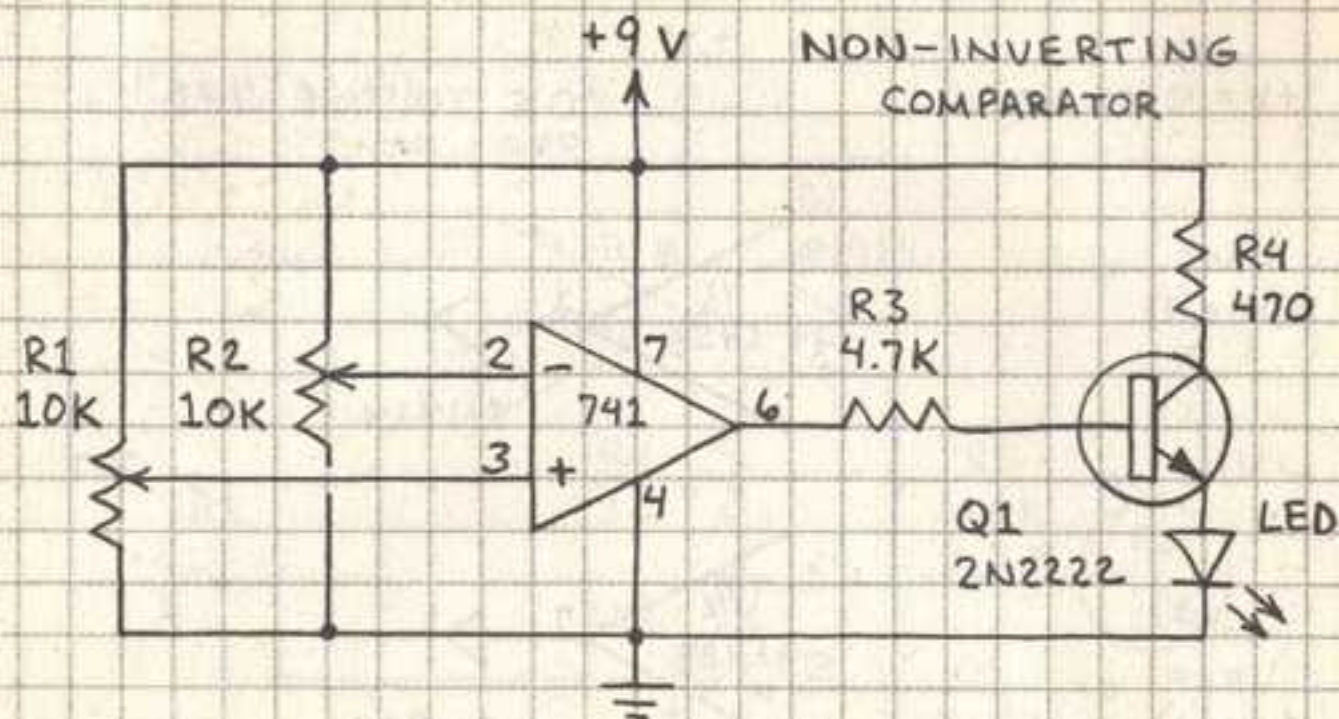 +9 V
NON-INVERTING
COMPARATOR
R1
10K
R2
10K
2
-
3
+
741
7
4
6
R3
4.7K
R4
470
Q1
2N2222
LED